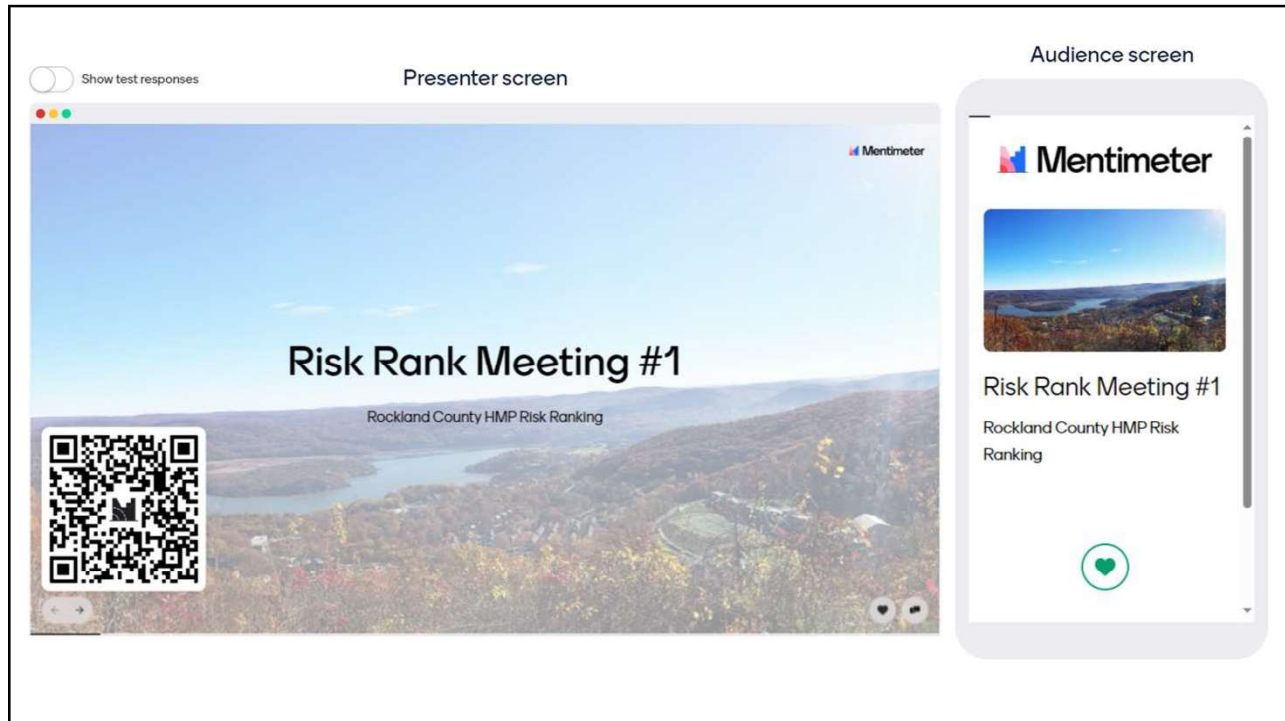 Show test responses
Presenter screen
Audience screen
Mentimeter
Risk Rank Meeting #1
Rockland County HMP Risk Ranking
Mentimeter
Risk Rank Meeting #1
Rockland County HMP Risk
Ranking